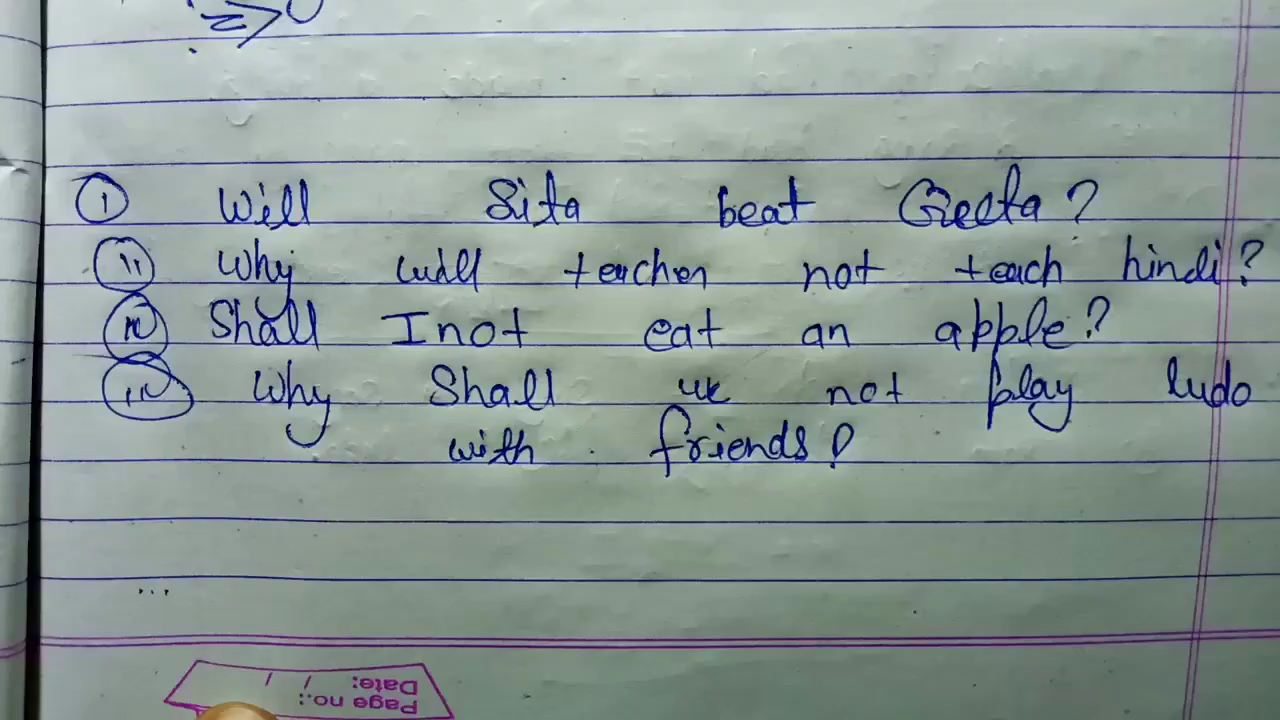 =>0
(i) Will Sita beat Geeta?
(ii) Why will teacher not teach hindi?
(iii) Shall I not eat an apple?
(iv) Why Shall we not play ludo
with friends?
Page no.:
Date: / /